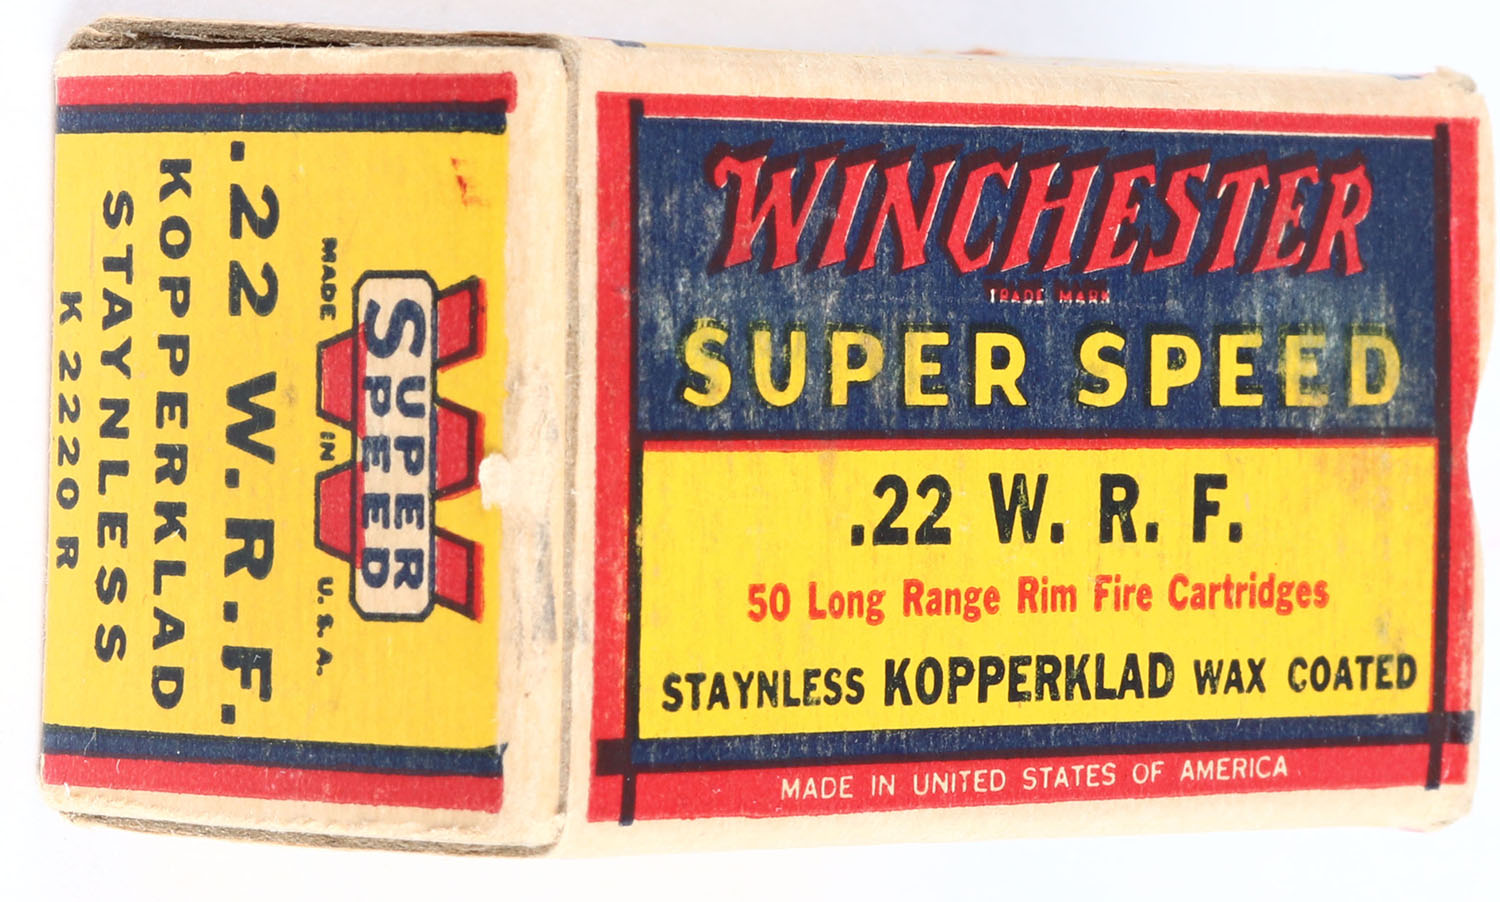 WINCHESTER
TRADE MARK
SUPER SPEED
.22 W. R. F.
50 Long Range Rim Fire Cartridges
STAYNLESS KOPPERKLAD WAX COATED
MADE IN UNITED STATES OF AMERICA
SUPER
SPEED
MADE IN U.S.A.
.22 W.R.F.
KOPPERKLAD
STAYNLESS
K 2220R